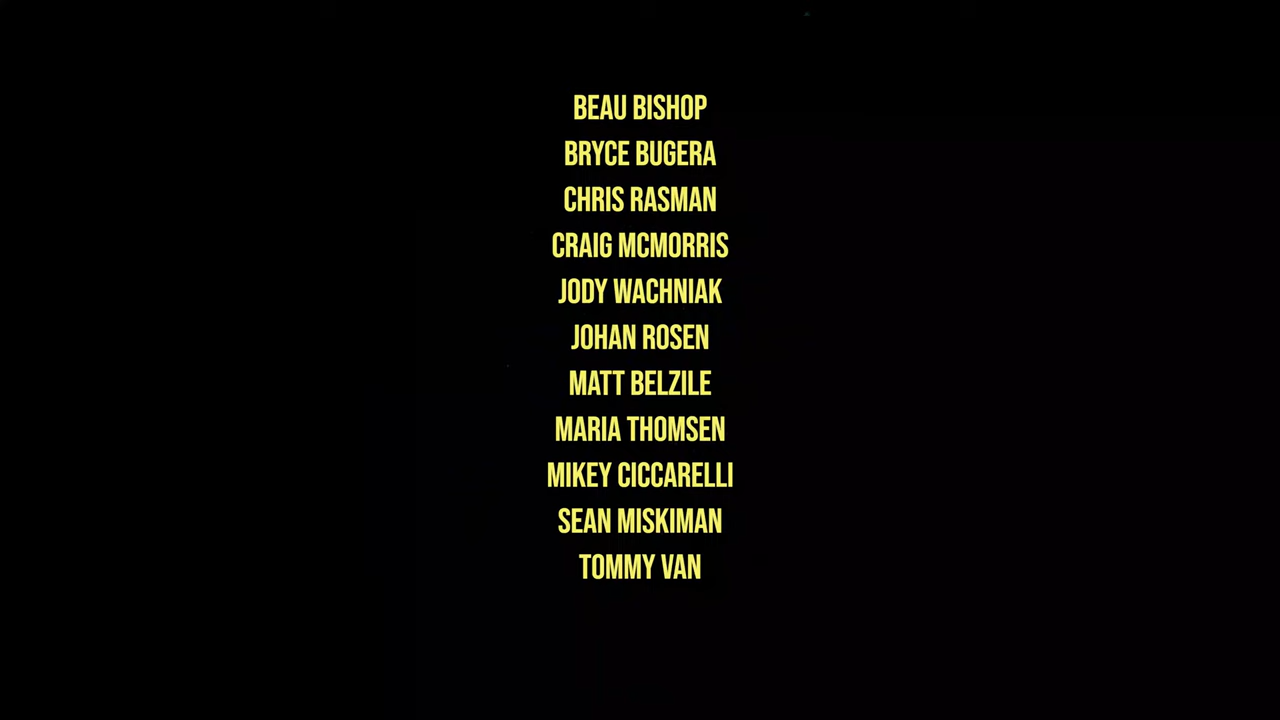 BEAU BISHOP
BRYCE BUGERA
CHRIS RASMAN
CRAIG MCMORRIS
JODY WACHNIAK
JOHAN ROSEN
MATT BELZILE
MARIA THOMSEN
MIKEY CICCARELLI
SEAN MISKIMAN
TOMMY VAN